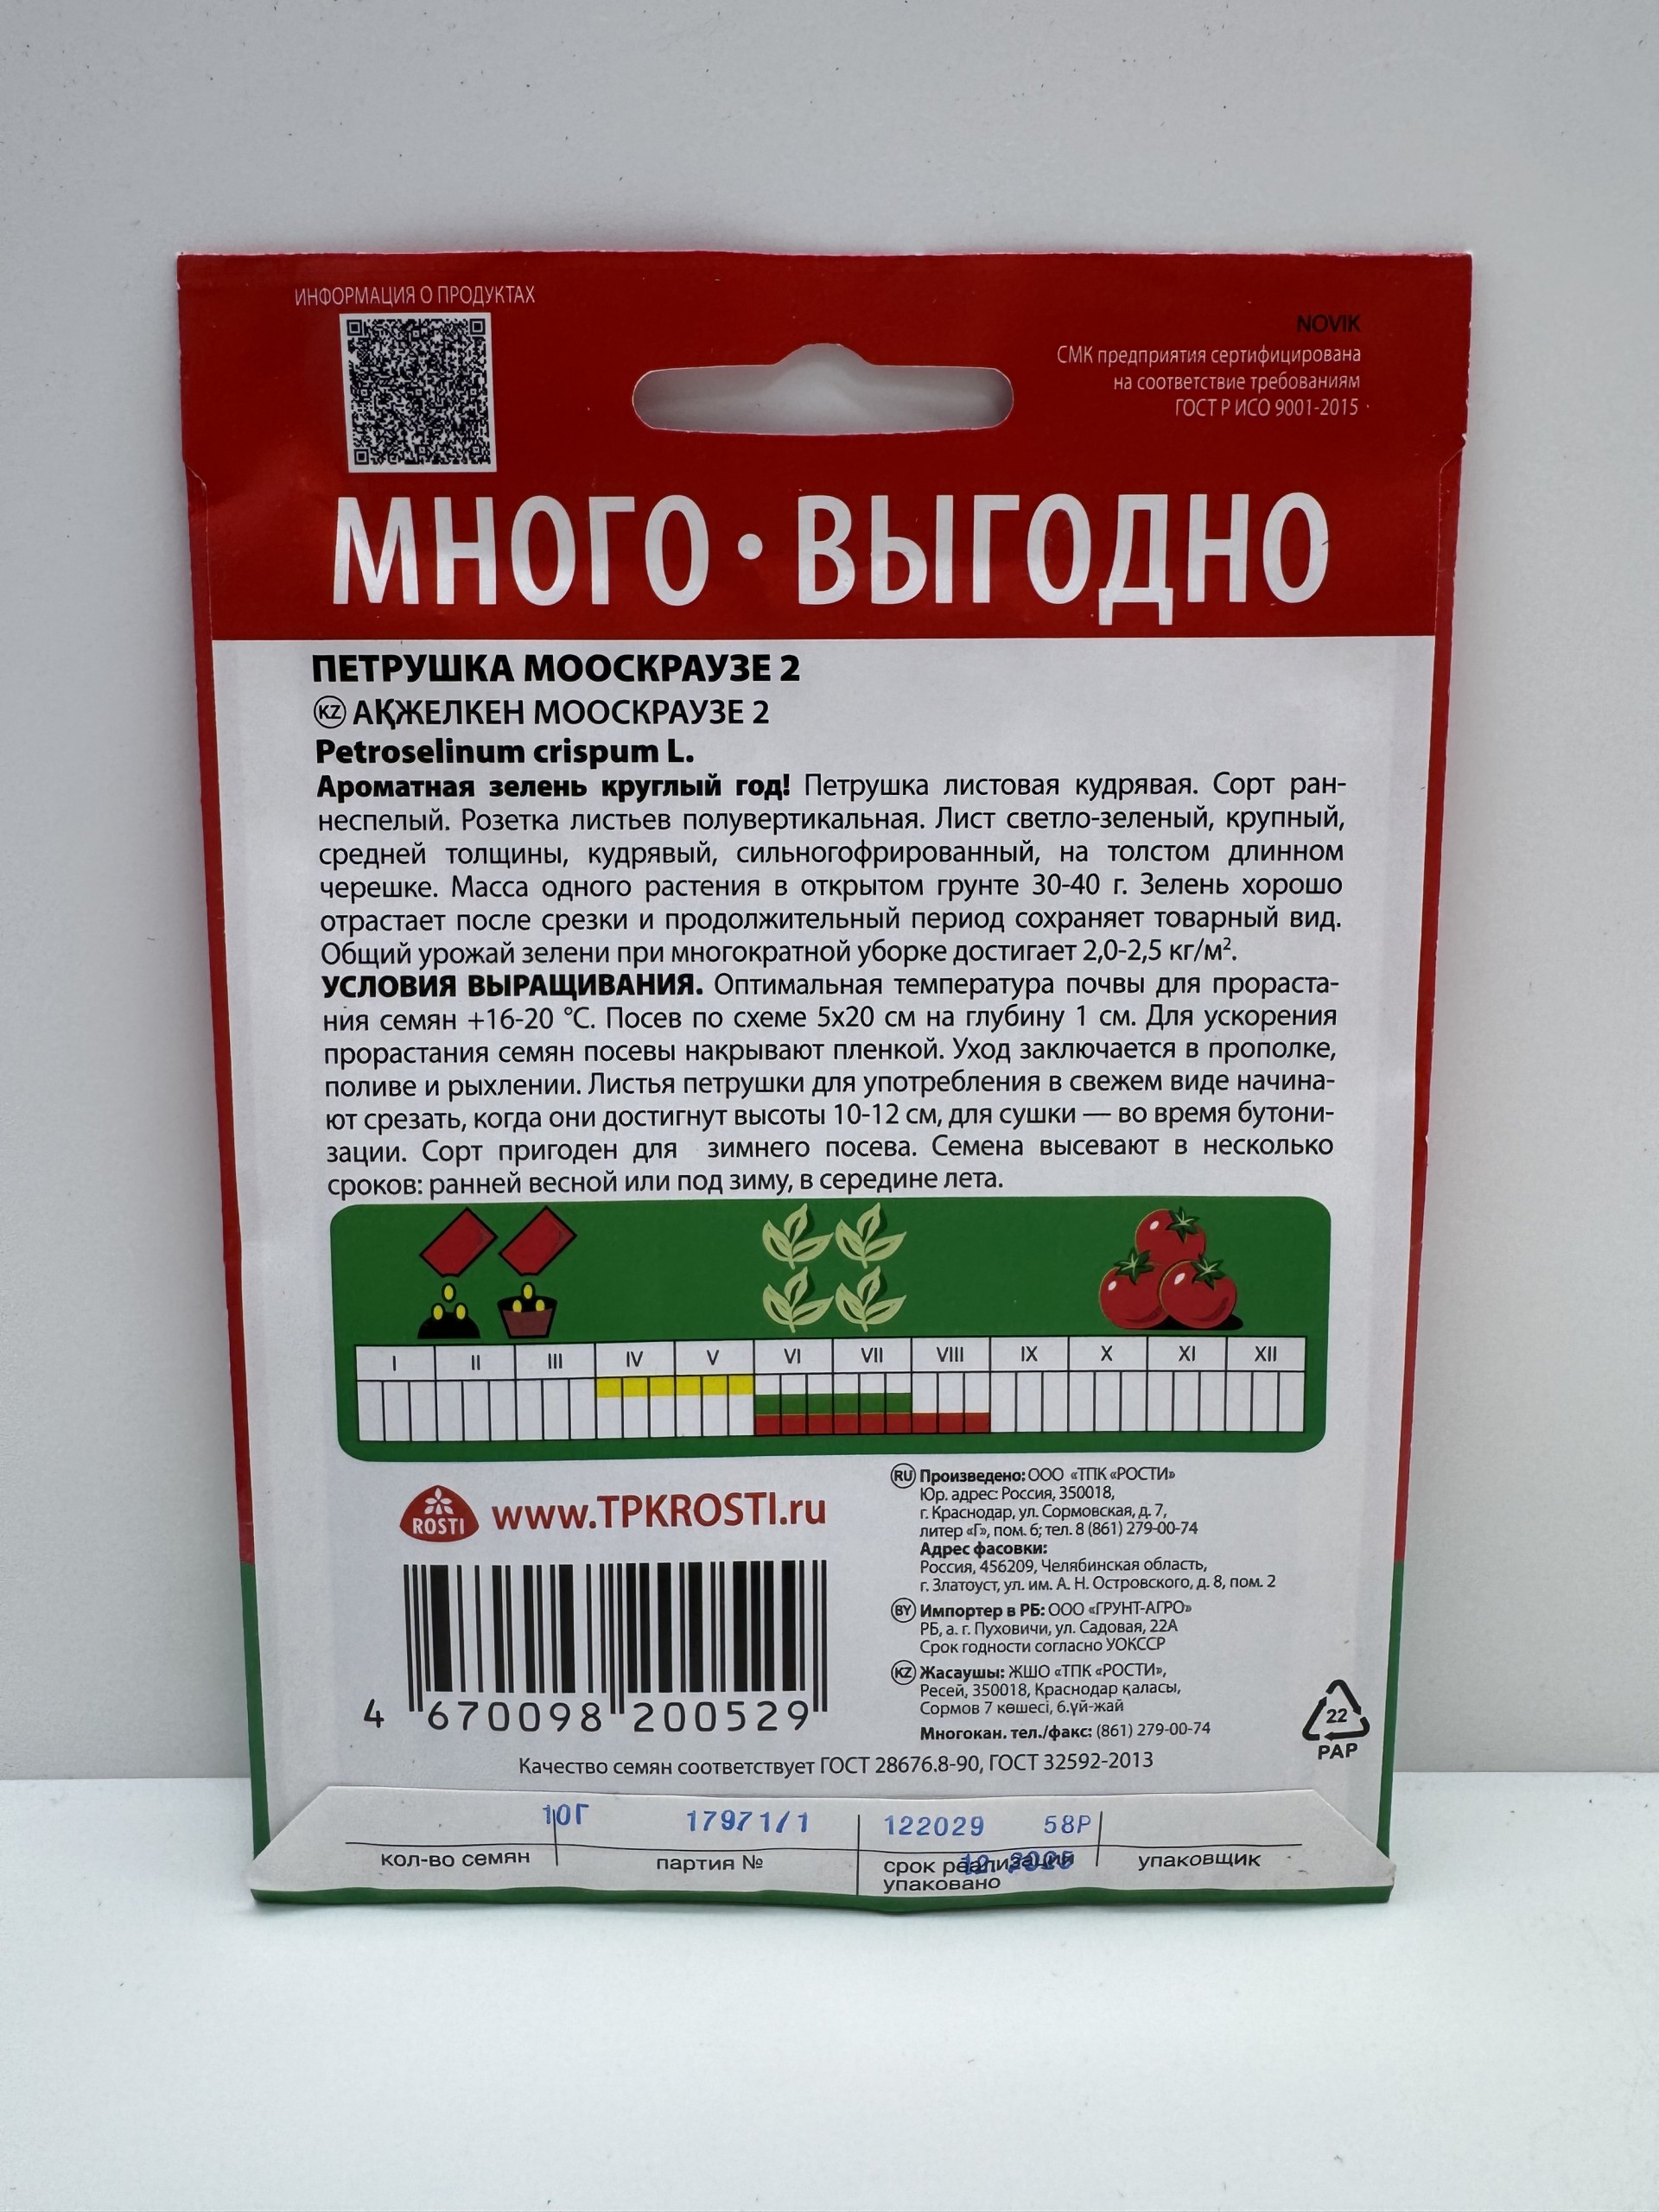 ИНФОРМАЦИЯ О ПРОДУКТАХ
NOVIK
СМК предприятия сертифицирована
на соответствие требованиям
ГОСТ Р ИСО 9001-2015
МНОГО • ВЫГОДНО
ПЕТРУШКА МООСКРАУЗЕ 2
KZ АҚЖЕЛКЕН МООСКРАУЗЕ 2
Petroselinum crispum L.
Ароматная зелень круглый год! Петрушка листовая кудрявая. Сорт ран-
неспелый. Розетка листьев полувертикальная. Лист светло-зеленый, крупный,
средней толщины, кудрявый, сильногофрированный, на толстом длинном
черешке. Масса одного растения в открытом грунте 30-40 г. Зелень хорошо
отрастает после срезки и продолжительный период сохраняет товарный вид.
Общий урожай зелени при многократной уборке достигает 2,0-2,5 кг/м².
УСЛОВИЯ ВЫРАЩИВАНИЯ. Оптимальная температура почвы для прораста-
ния семян +16-20 °С. Посев по схеме 5х20 см на глубину 1 см. Для ускорения
прорастания семян посевы накрывают пленкой. Уход заключается в прополке,
поливе и рыхлении. Листья петрушки для употребления в свежем виде начина-
ют срезать, когда они достигнут высоты 10-12 см, для сушки — во время бутони-
зации. Сорт пригоден для зимнего посева. Семена высевают в несколько
сроков: ранней весной или под зиму, в середине лета.
I II III IV V VI VII VIII IX X XI XII
ROSTI www.TPKROSTI.ru
4 670098 200529
RU Произведено: ООО «ТПК «РОСТИ»
Юр. адрес: Россия, 350018,
г. Краснодар, ул. Сормовская, д. 7,
литер «Г», пом. 6; тел. 8 (861) 279-00-74
Адрес фасовки:
Россия, 456209, Челябинская область,
г. Златоуст, ул. им. А. Н. Островского, д. 8, пом. 2
BY Импортер в РБ: ООО «ГРУНТ-АГРО»
РБ, а. г. Пуховичи, ул. Садовая, 22А
Срок годности согласно УОКССР
KZ Жасаушы: ЖШО «ТПК «РОСТИ»,
Ресей, 350018, Краснодар қаласы,
Сормов 7 көшесі, 6.үй-жай
Многокан. тел./факс: (861) 279-00-74
22
PAP
Качество семян соответствует ГОСТ 28676.8-90, ГОСТ 32592-2013
10Г 17971/1 122029 58Р
кол-во семян партия № срок реализации упаковщик
упаковано